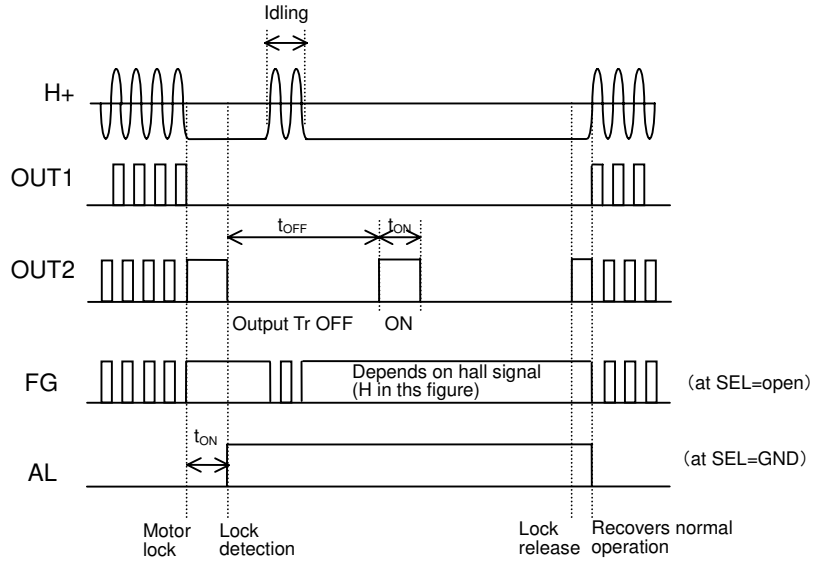 Idling
H+
OUT1
tOFF
tON
OUT2
Output Tr OFF
ON
FG
Depends on hall signal
(H in ths figure)
(at SEL=open)
tON
AL
(at SEL=GND)
Motor
lock
Lock
detection
Lock
release
Recovers normal
operation